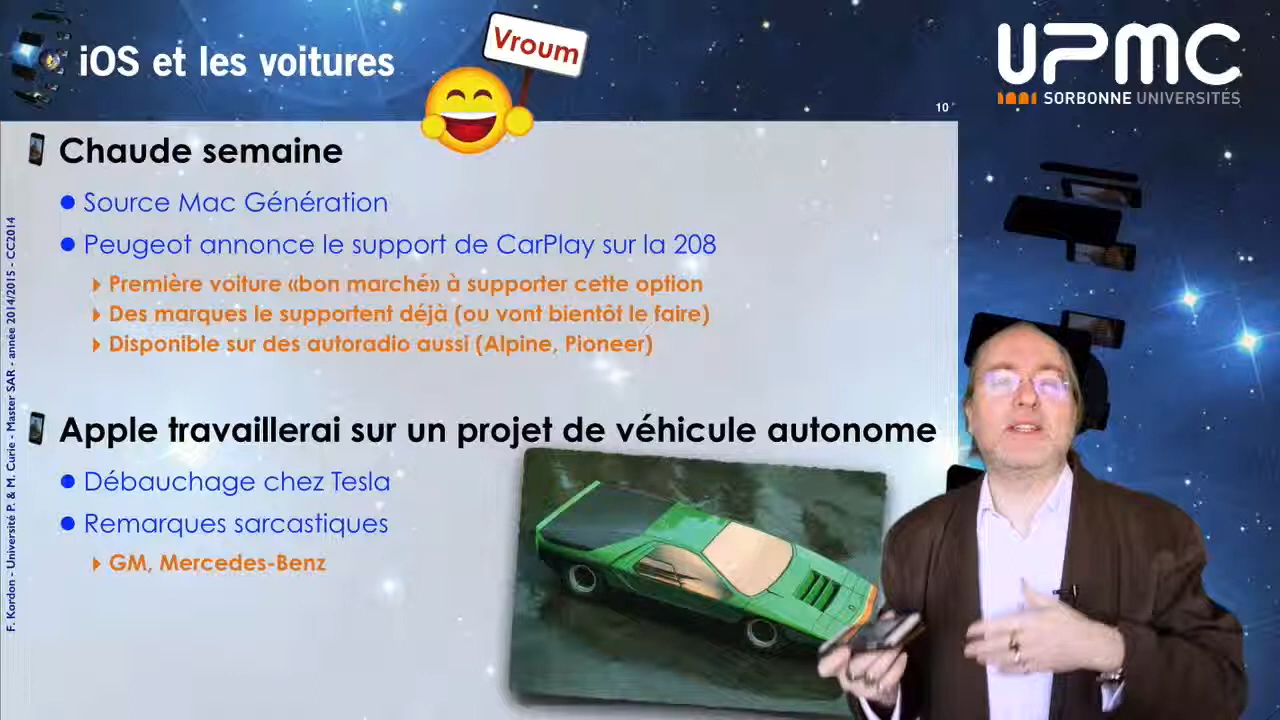 iOS et les voitures
Vroum
UPMC
SORBONNE UNIVERSITÉS
10
Chaude semaine
Source Mac Génération
Peugeot annonce le support de CarPlay sur la 208
Première voiture «bon marché» à supporter cette option
Des marques le supportent déjà (ou vont bientôt le faire)
Disponible sur des autoradio aussi (Alpine, Pioneer)
Apple travaillerai sur un projet de véhicule autonome
Débauchage chez Tesla
Remarques sarcastiques
GM, Mercedes-Benz
F. Kordon - Université P. & M. Curie - Master SAR - année 2014/2015 - CC2014